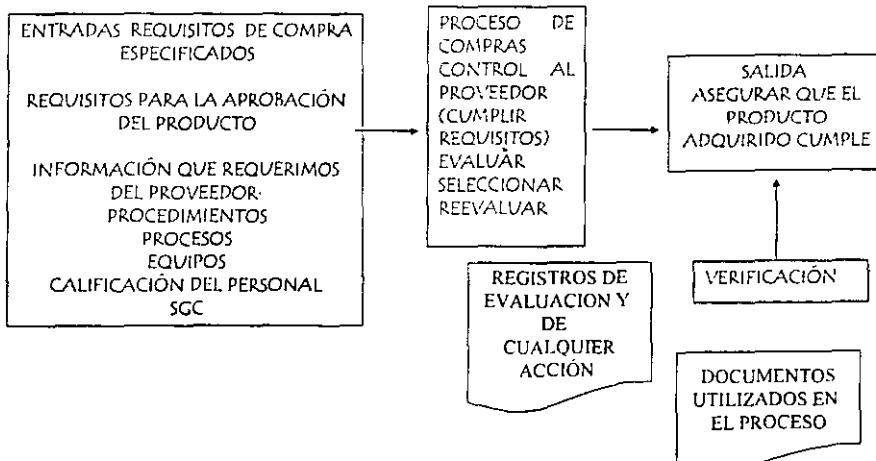 ENTRADAS REQUISITOS DE COMPRA
ESPECIFICADOS
REQUISITOS PARA LA APROBACIÓN
DEL PRODUCTO
INFORMACIÓN QUE REQUERIMOS
DEL PROVEEDOR:
PROCEDIMIENTOS
PROCESOS
EQUIPOS
CALIFICACIÓN DEL PERSONAL
SGC
PROCESO DE
COMPRAS
CONTROL AL
PROVEEDOR
(CUMPLIR
REQUISITOS)
EVALUAR
SELECCIONAR
REEVALUAR
SALIDA
ASEGURAR QUE EL
PRODUCTO
ADQUIRIDO CUMPLE
REGISTROS DE
EVALUACION Y
DE
CUALQUIER
ACCIÓN
VERIFICACIÓN
DOCUMENTOS
UTILIZADOS EN
EL PROCESO